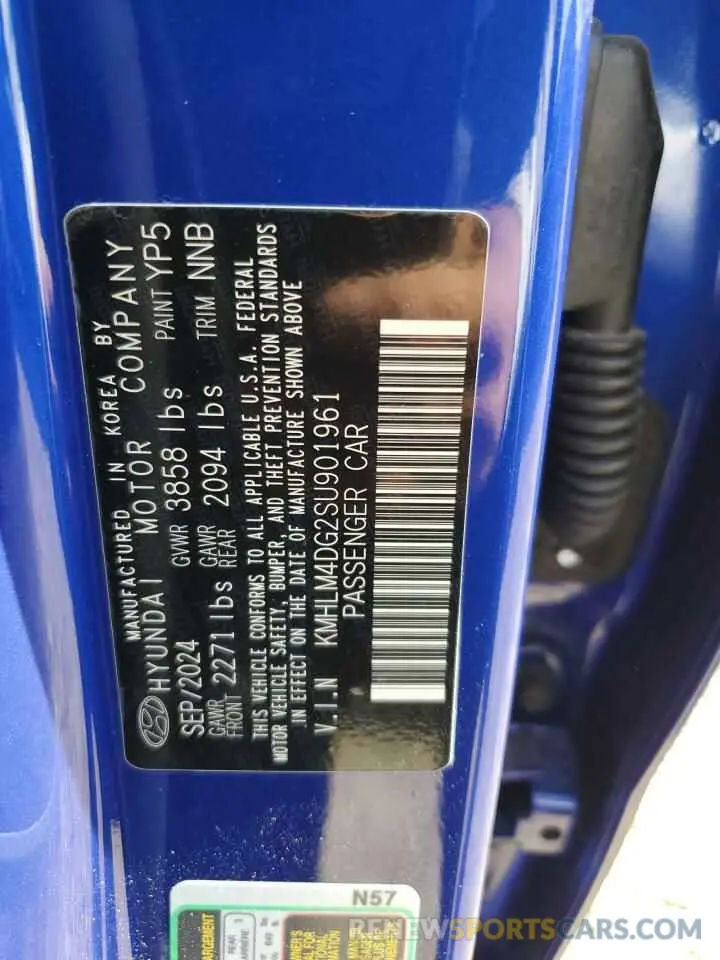 MANUFACTURED IN KOREA BY
HYUNDAI MOTOR COMPANY
SEP/2024 GVWR 3858 lbs PAINT YP5
GAWR FRONT 2271 lbs GAWR REAR 2094 lbs TRIM NNB
THIS VEHICLE CONFORMS TO ALL APPLICABLE U.S.A. FEDERAL
MOTOR VEHICLE SAFETY, BUMPER, AND THEFT PREVENTION STANDARDS
IN EFFECT ON THE DATE OF MANUFACTURE SHOWN ABOVE
V.I.N KMHLM4DG2SU901961
PASSENGER CAR
N57
REAR
RENEWSPORTSCARS.COM